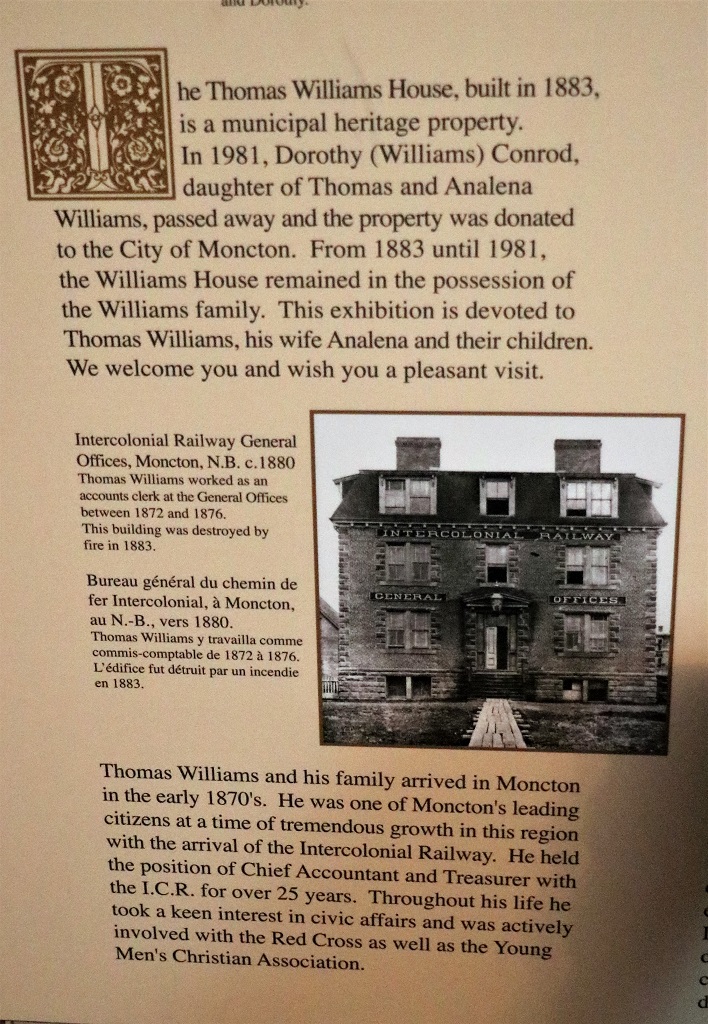 and Dorothy.
The Thomas Williams House, built in 1883,
is a municipal heritage property.
In 1981, Dorothy (Williams) Conrod,
daughter of Thomas and Analena
Williams, passed away and the property was donated
to the City of Moncton. From 1883 until 1981,
the Williams House remained in the possession of
the Williams family. This exhibition is devoted to
Thomas Williams, his wife Analena and their children.
We welcome you and wish you a pleasant visit.
Intercolonial Railway General
Offices, Moncton, N.B. c.1880
Thomas Williams worked as an
accounts clerk at the General Offices
between 1872 and 1876.
This building was destroyed by
fire in 1883.
Bureau général du chemin de
fer Intercolonial, à Moncton,
au N.-B., vers 1880.
Thomas Williams y travailla comme
commis-comptable de 1872 à 1876.
L'édifice fut détruit par un incendie
en 1883.
INTERCOLONIAL RAILWAY
GENERAL OFFICES
Thomas Williams and his family arrived in Moncton
in the early 1870's. He was one of Moncton's leading
citizens at a time of tremendous growth in this region
with the arrival of the Intercolonial Railway. He held
the position of Chief Accountant and Treasurer with
the I.C.R. for over 25 years. Throughout his life he
took a keen interest in civic affairs and was actively
involved with the Red Cross as well as the Young
Men's Christian Association.